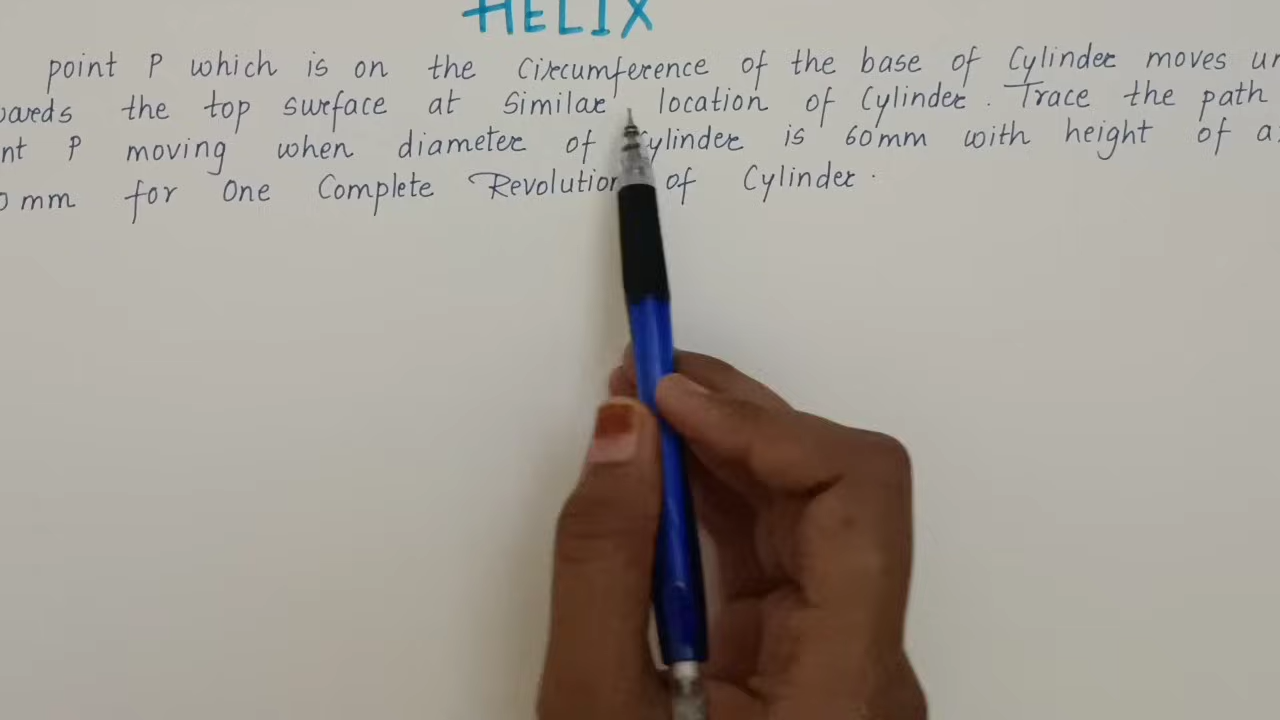 HELIX
point P which is on the Circumference of the base of Cylinder moves
the top surface at Similar location of Cylinder. Trace the path
P moving when diameter of Cylinder is 60mm with height of
mm for One Complete Revolution of Cylinder.